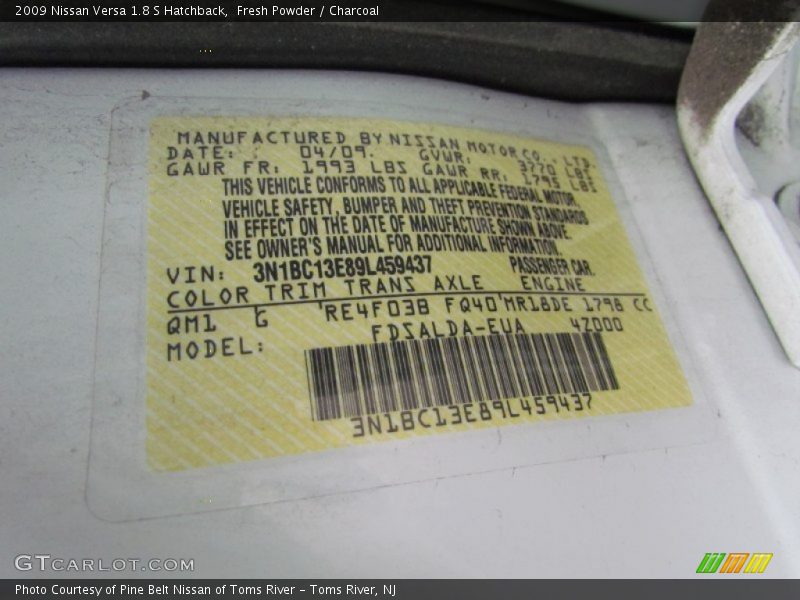 2009 Nissan Versa 1.8 S Hatchback, Fresh Powder / Charcoal
MANUFACTURED BY NISSAN MOTOR CO., LTD.
DATE: 04/09. GVWR: 3770 LBS
GAWR FR: 1993 LBS GAWR RR: 1795 LBS
THIS VEHICLE CONFORMS TO ALL APPLICABLE FEDERAL MOTOR
VEHICLE SAFETY, BUMPER AND THEFT PREVENTION STANDARDS
IN EFFECT ON THE DATE OF MANUFACTURE SHOWN ABOVE.
SEE OWNER'S MANUAL FOR ADDITIONAL INFORMATION.
VIN: 3N1BC13E89L459437 PASSENGER CAR.
COLOR TRIM TRANS AXLE ENGINE
QM1 G RE4F03B FQ40 MR18DE 1798 CC
MODEL: FDSALDA-EUA 4Z000
3N1BC13E89L459437
GTCARLOT.COM
Photo Courtesy of Pine Belt Nissan of Toms River – Toms River, NJ